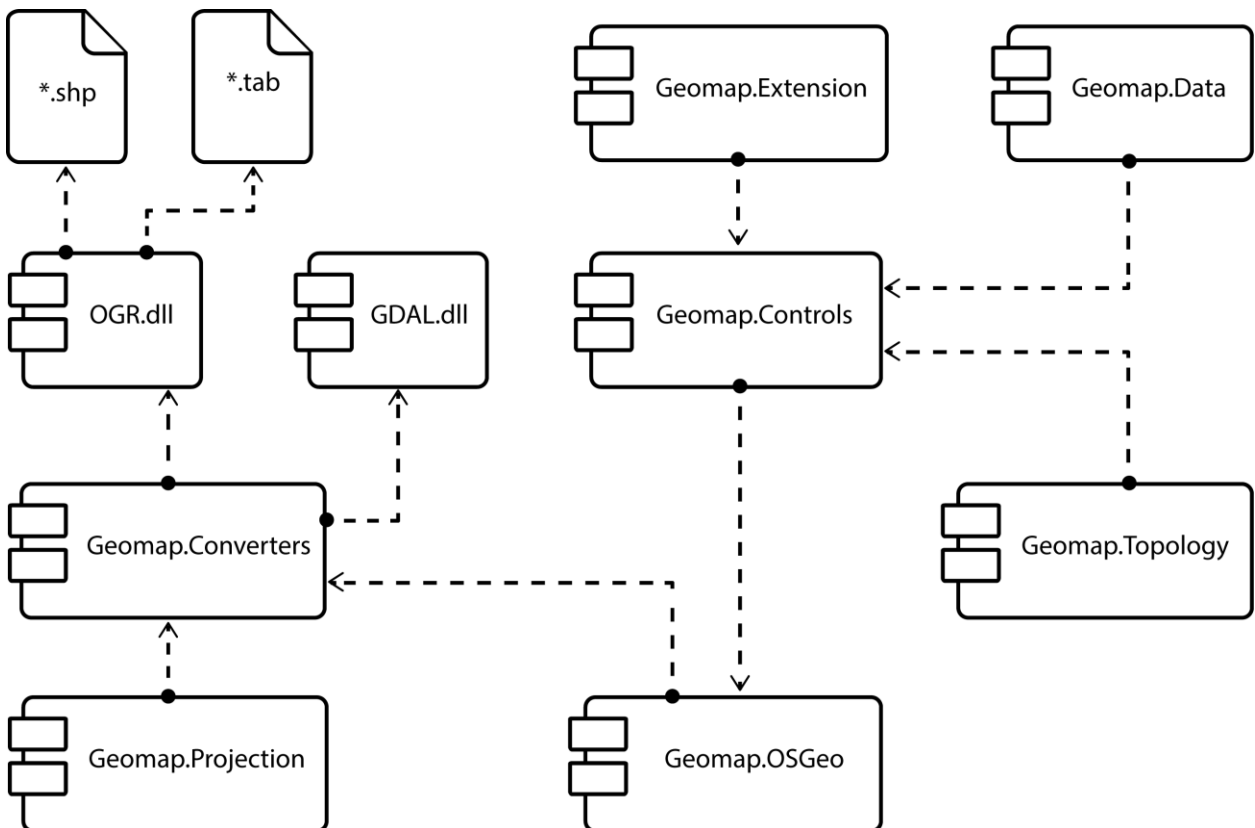 *.shp
*.tab
Geomap.Extension
Geomap.Data
OGR.dll
GDAL.dll
Geomap.Controls
Geomap.Converters
Geomap.Topology
Geomap.Projection
Geomap.OSGeo